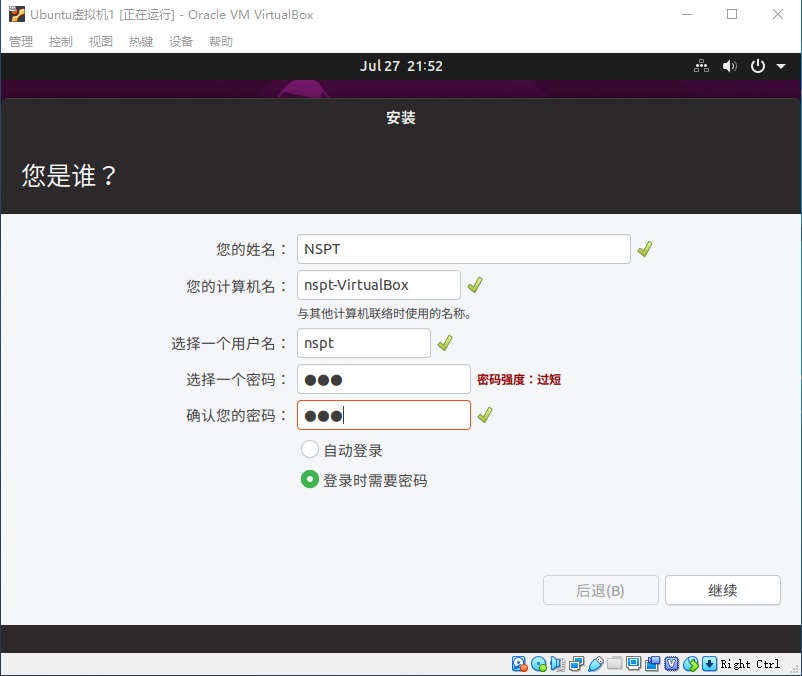 Ubuntu虚拟机1 [正在运行] - Oracle VM VirtualBox
管理 控制 视图 热键 设备 帮助
Jul 27 21:52
安装
您是谁？
您的姓名： NSPT
您的计算机名： nspt-VirtualBox
与其他计算机联络时使用的名称。
选择一个用户名： nspt
选择一个密码： ●●● 密码强度：过短
确认您的密码： ●●●
自动登录
登录时需要密码
后退(B) 继续
Right Ctrl